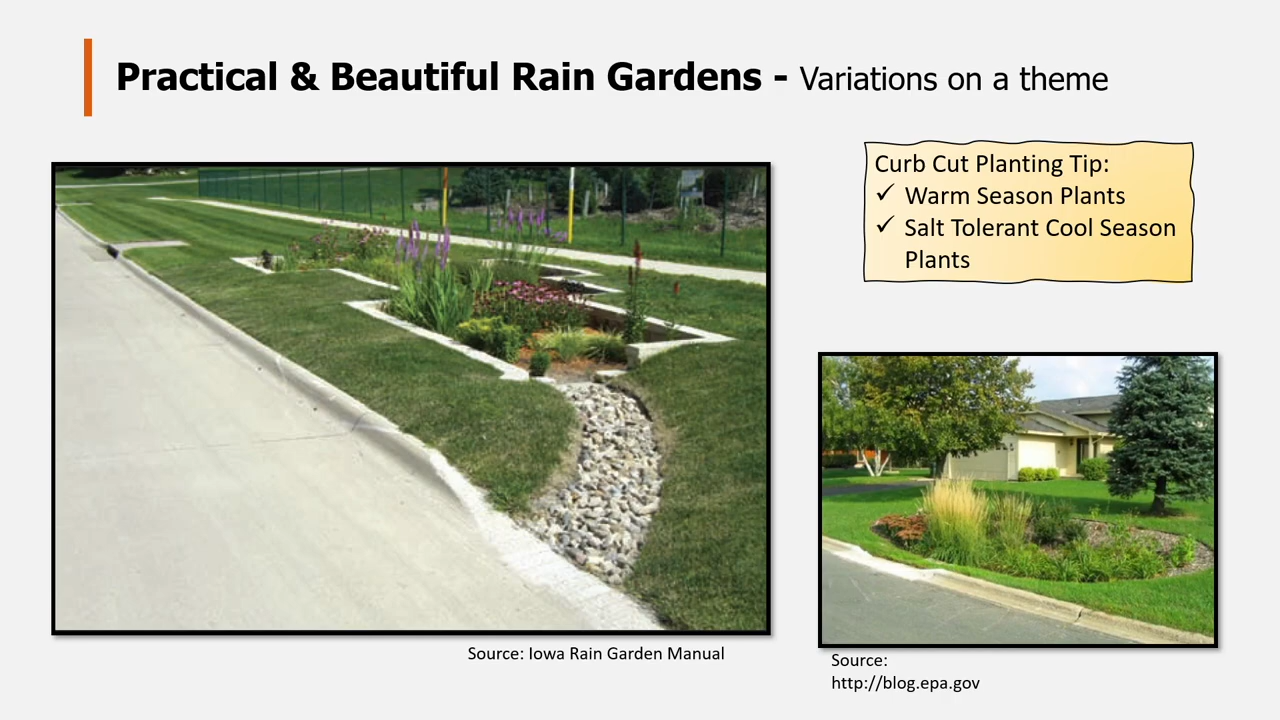 Practical & Beautiful Rain Gardens - Variations on a theme
Curb Cut Planting Tip:
✓ Warm Season Plants
✓ Salt Tolerant Cool Season
Plants
Source: Iowa Rain Garden Manual
Source:
http://blog.epa.gov